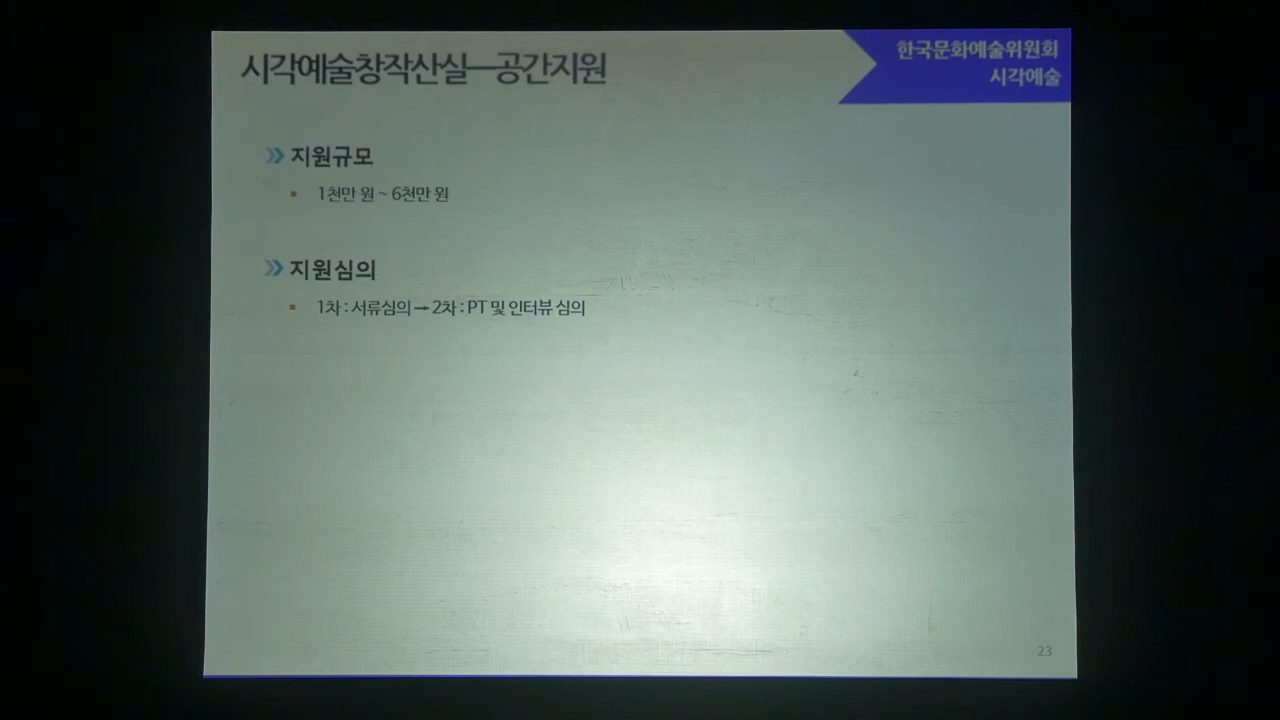 시각예술창작산실—공간지원
한국문화예술위원회
시각예술
지원규모
1천만 원 ~ 6천만 원
지원심의
1차 : 서류심의 → 2차 : PT 및 인터뷰 심의
23